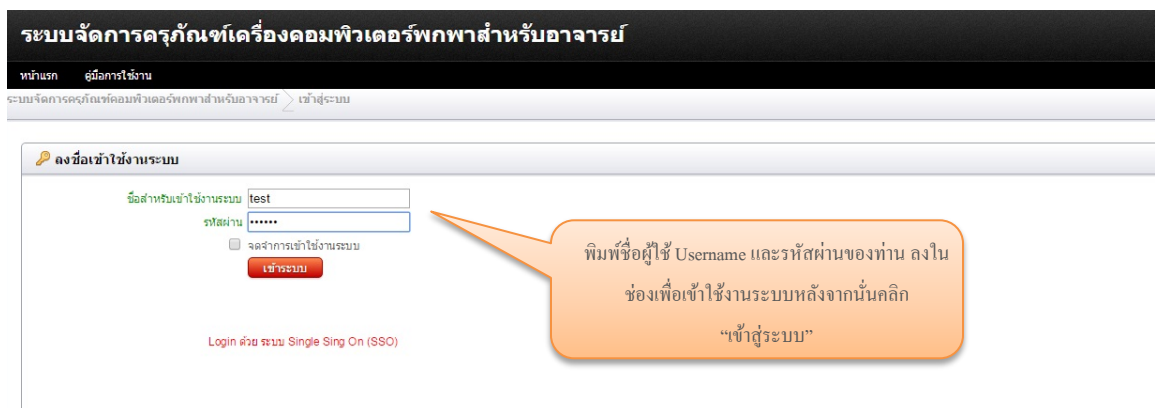 ระบบจัดการครุภัณฑ์เครื่องคอมพิวเตอร์พกพาสำหรับอาจารย์
หน้าแรก คู่มือการใช้งาน
ระบบจัดการครุภัณฑ์คอมพิวเตอร์พกพาสำหรับอาจารย์ เข้าสู่ระบบ
ลงชื่อเข้าใช้งานระบบ
ชื่อสำหรับเข้าใช้งานระบบ test
รหัสผ่าน ••••••
จดจำการเข้าใช้งานระบบ
เข้าระบบ
พิมพ์ชื่อผู้ใช้ Username และรหัสผ่านของท่าน ลงใน
ช่องเพื่อเข้าใช้งานระบบหลังจากนั่นคลิก
“เข้าสู่ระบบ”
Login ด้วย ระบบ Single Sing On (SSO)